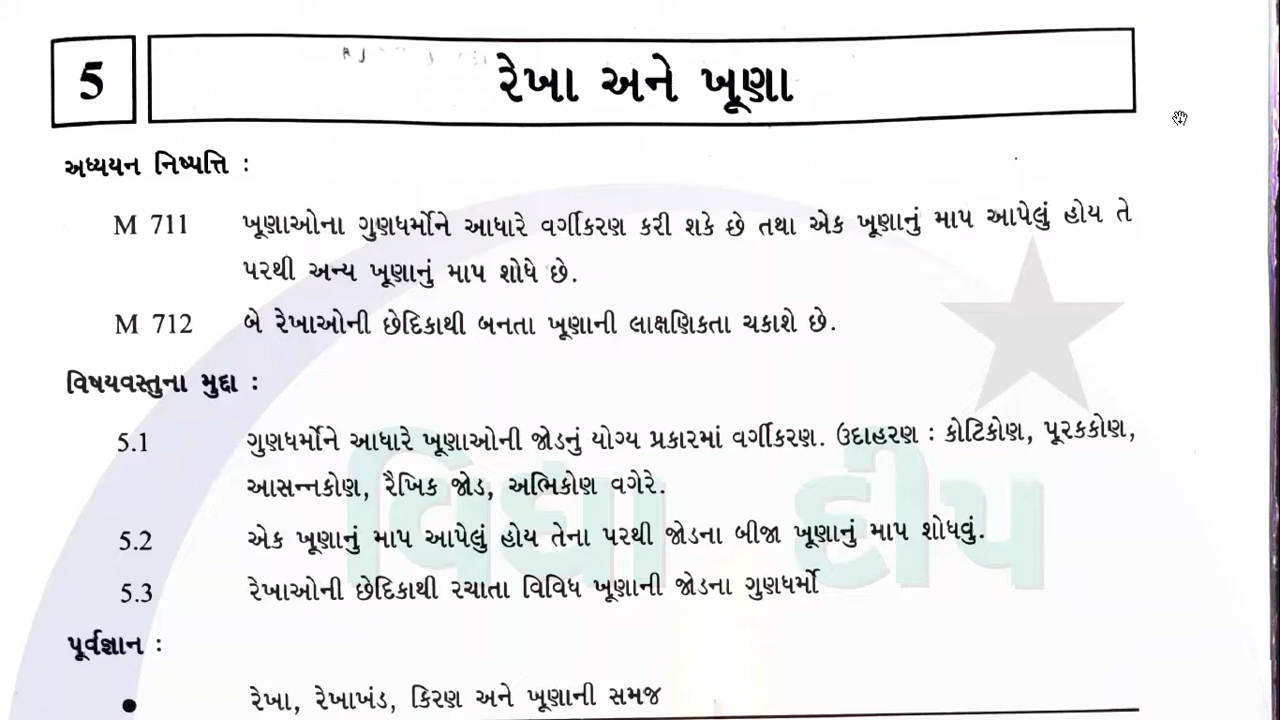 5 રેખા અને ખૂણા
અધ્યયન નિષ્પત્તિ :
M 711 ખૂણાઓના ગુણધર્મોને આધારે વર્ગીકરણ કરી શકે છે તથા એક ખૂણાનું માપ આપેલું હોય તે
પરથી અન્ય ખૂણાનું માપ શોધે છે.
M 712 બે રેખાઓની છેદિકાથી બનતા ખૂણાની લાક્ષણિકતા ચકાશે છે.
વિષયવસ્તુના મુદ્દા :
5.1 ગુણધર્મોને આધારે ખૂણાઓની જોડનું યોગ્ય પ્રકારમાં વર્ગીકરણ. ઉદાહરણ : કોટિકોણ, પૂરકકોણ,
આસન્નકોણ, રૈખિક જોડ, અભિકોણ વગેરે.
5.2 એક ખૂણાનું માપ આપેલું હોય તેના પરથી જોડના બીજા ખૂણાનું માપ શોધવું.
5.3 રેખાઓની છેદિકાથી રચાતા વિવિધ ખૂણાની જોડના ગુણધર્મો
પૂર્વજ્ઞાન :
• રેખા, રેખાખંડ, કિરણ અને ખૂણાની સમજ
વિદ્યા દીપ